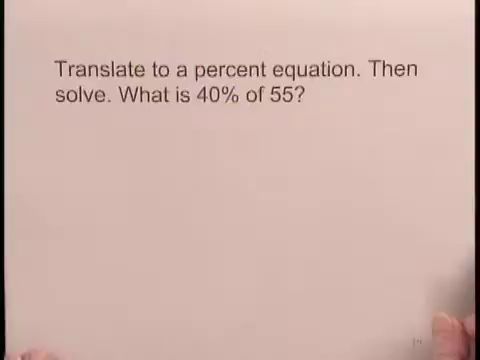 Translate to a percent equation. Then
solve. What is 40% of 55?